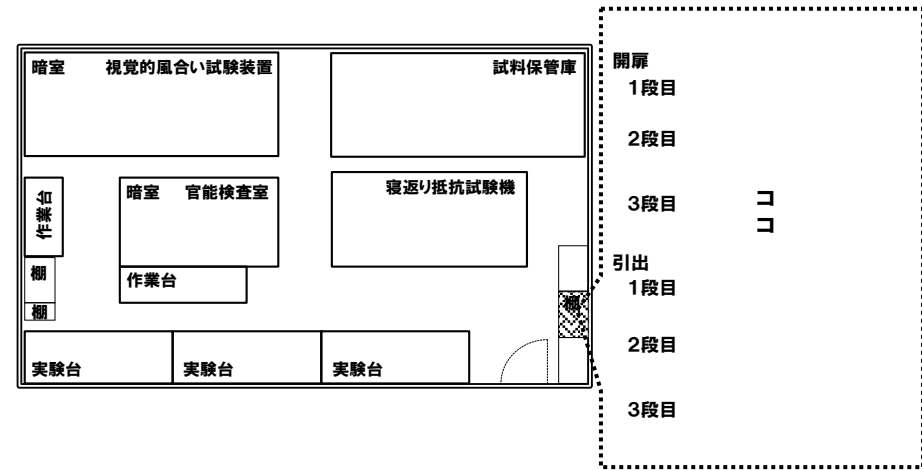 暗室 視覚的風合い試験装置
試料保管庫
作業台
暗室 官能検査室
寝返り抵抗試験機
棚
作業台
棚
実験台
実験台
実験台
開扉
1段目
2段目
3段目
コ
コ
引出
1段目
2段目
3段目